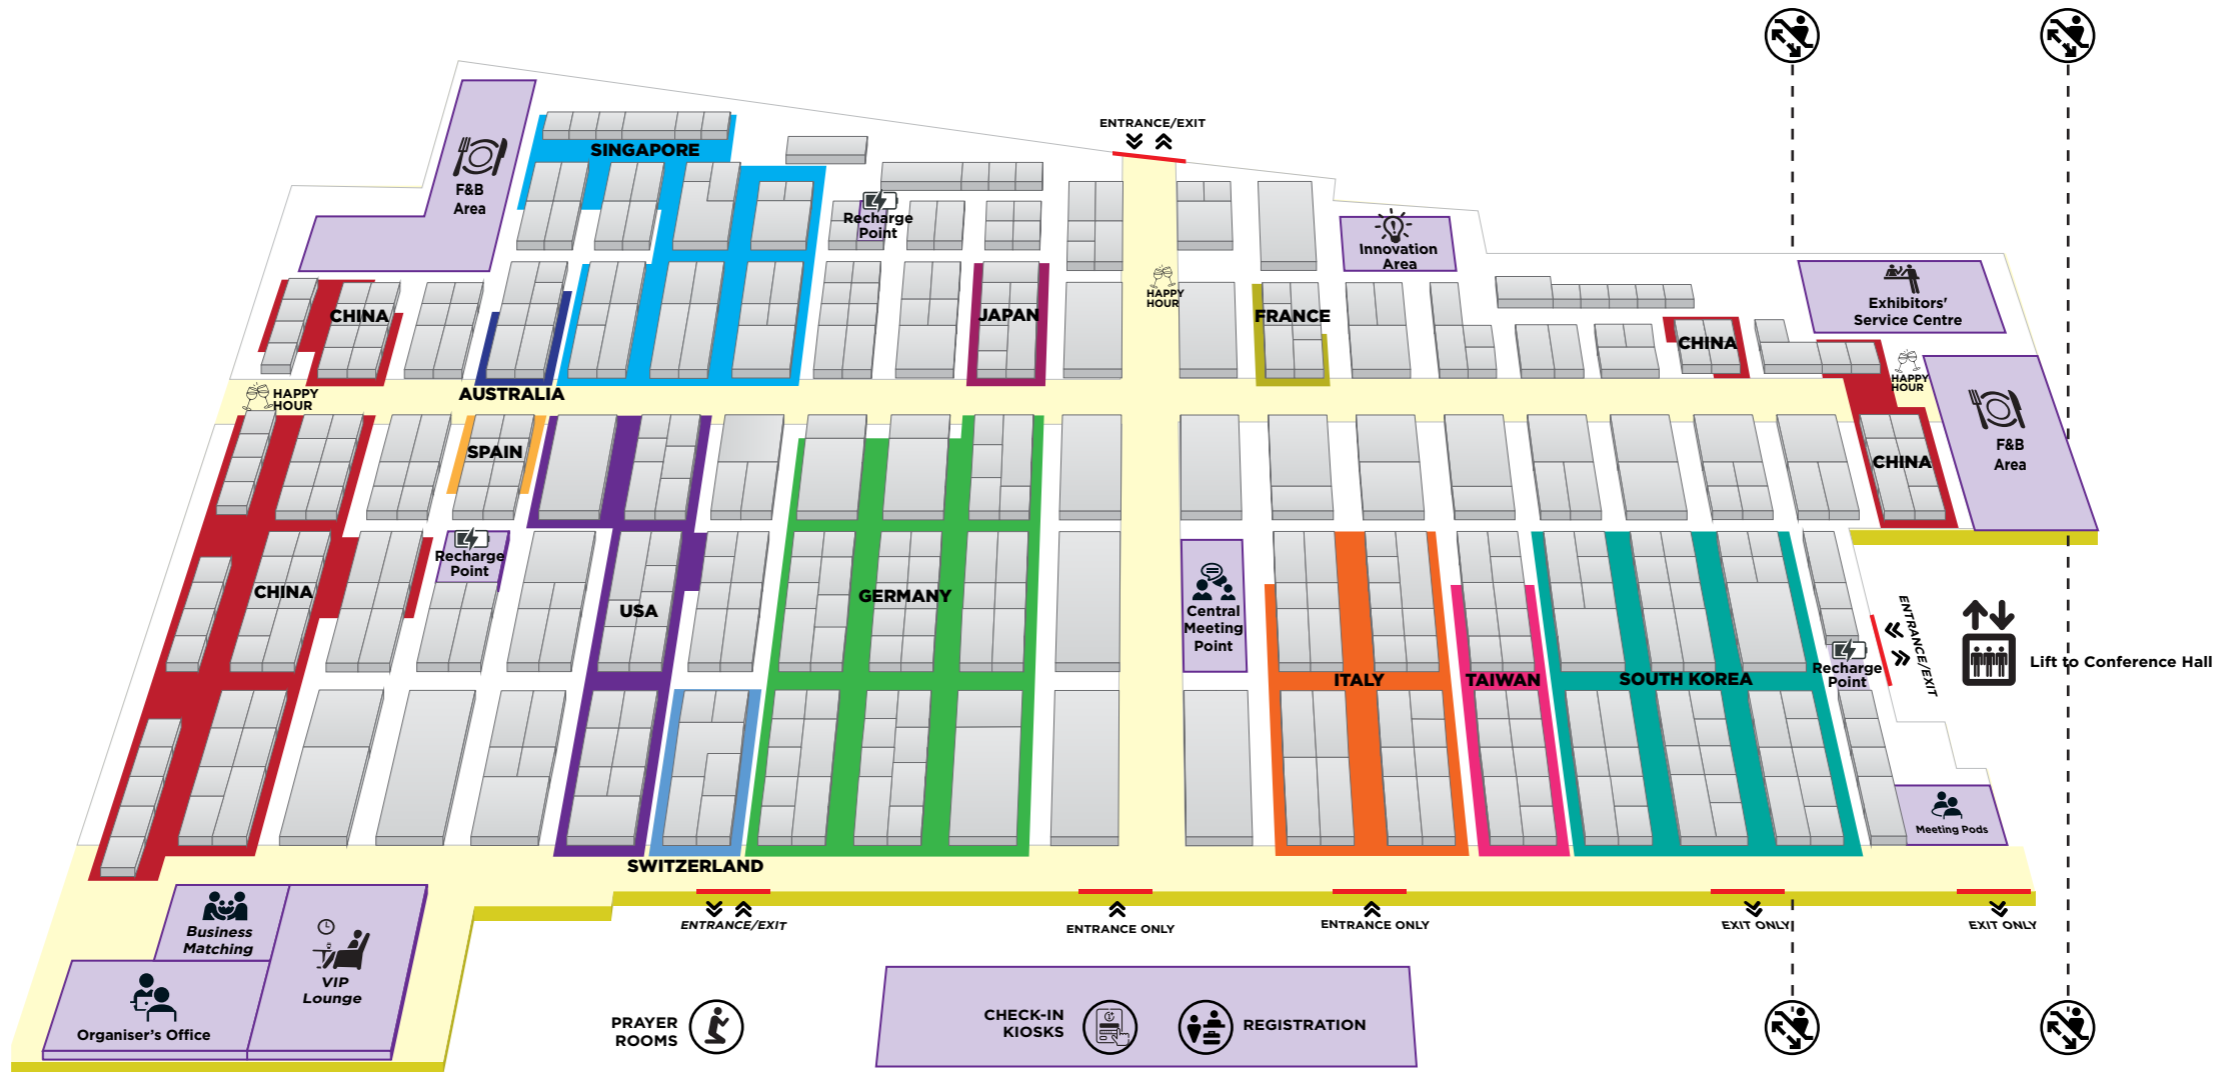 ENTRANCE/EXIT
SINGAPORE
F&B
Area
Recharge
Point
Innovation
Area
HAPPY
HOUR
Exhibitors'
Service Centre
CHINA
JAPAN
FRANCE
CHINA
HAPPY
HOUR
HAPPY
HOUR
AUSTRALIA
SPAIN
CHINA
F&B
Area
Recharge
Point
CHINA
USA
GERMANY
Central
Meeting
Point
ENTRANCE/EXIT
Lift to Conference Hall
ITALY
TAIWAN
SOUTH KOREA
Recharge
Point
Meeting Pods
SWITZERLAND
ENTRANCE/EXIT
ENTRANCE ONLY
ENTRANCE ONLY
EXIT ONLY
EXIT ONLY
Business
Matching
VIP
Lounge
Organiser's Office
PRAYER
ROOMS
CHECK-IN
KIOSKS
REGISTRATION